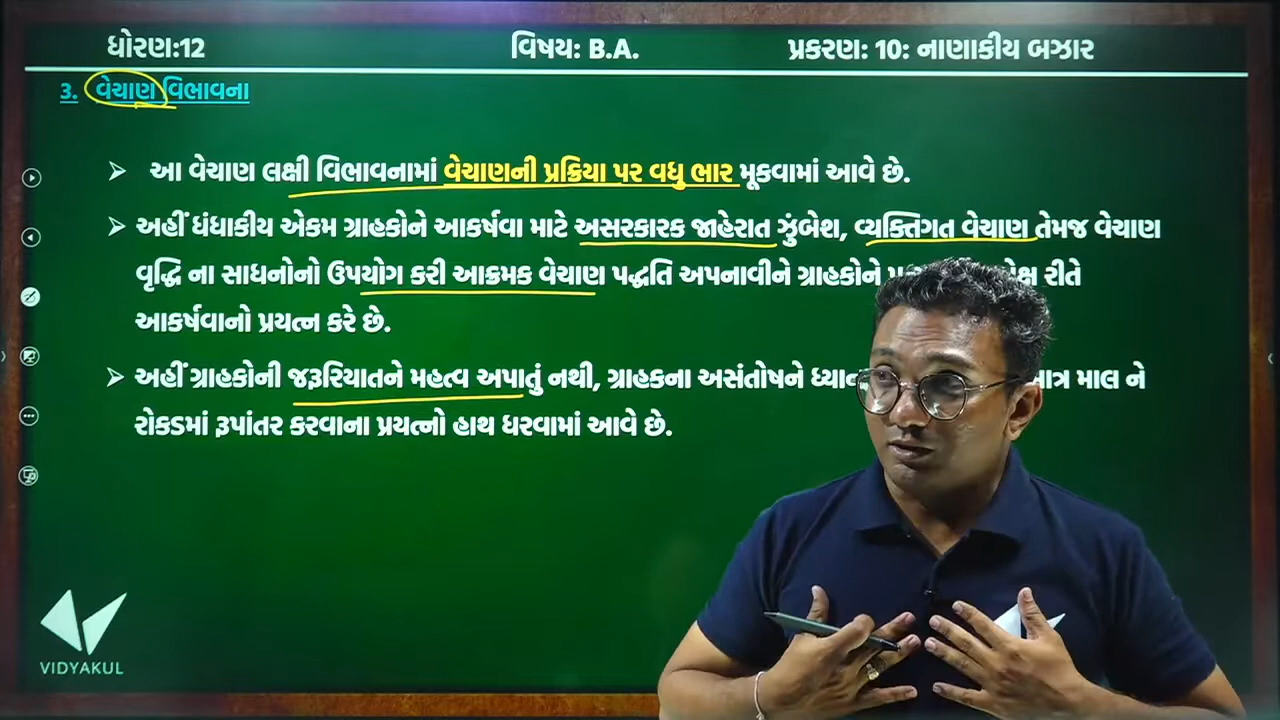 ધોરણ:12 વિષય: B.A. પ્રકરણ: 10: નાણાકીય બઝાર
૩. વેચાણ વિભાવના
➢ આ વેચાણ લક્ષી વિભાવનામાં વેચાણની પ્રક્રિયા પર વધુ ભાર મૂકવામાં આવે છે.
➢ અહીં ધંધાકીય એકમ ગ્રાહકોને આકર્ષવા માટે અસરકારક જાહેરાત ઝુંબેશ, વ્યક્તિગત વેચાણ તેમજ વેચાણ
વૃદ્ધિ ના સાધનોનો ઉપયોગ કરી આક્રમક વેચાણ પદ્ધતિ અપનાવીને ગ્રાહકોને રીતે
આકર્ષવાનો પ્રયત્ન કરે છે.
➢ અહીં ગ્રાહકોની જરૂરિયાતને મહત્વ અપાતું નથી, ગ્રાહકના અસંતોષને માલ ને
રોકડમાં રૂપાંતર કરવાના પ્રયત્નો હાથ ધરવામાં આવે છે.
VIDYAKUL